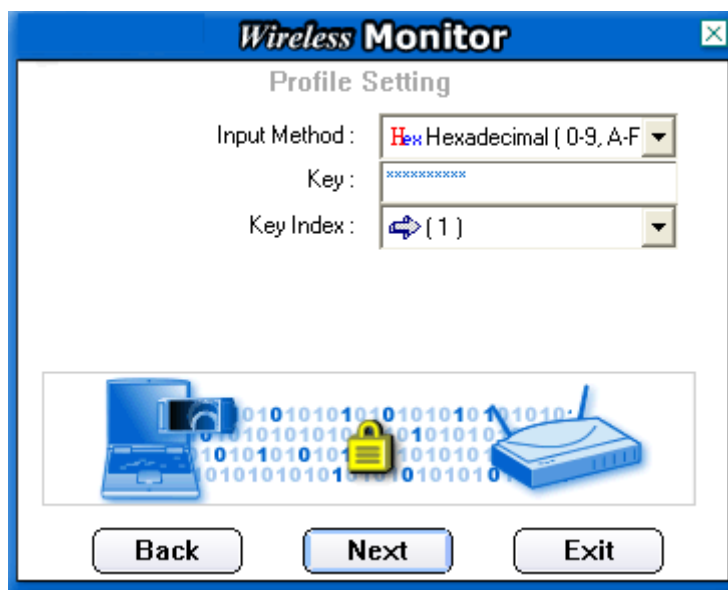 Wireless Monitor
Profile Setting
Input Method : Hex Hexadecimal ( 0-9, A-F
Key : **********
Key Index : ( 1 )
Back Next Exit